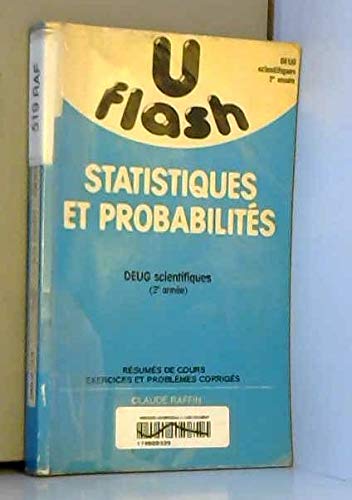 519 RAF
U
flash
DEUG
scientifiques
2e année
STATISTIQUES
ET PROBABILITÉS
DEUG scientifiques
(2e année)
RÉSUMÉS DE COURS
EXERCICES ET PROBLÈMES CORRIGÉS
CLAUDE RAFFIN